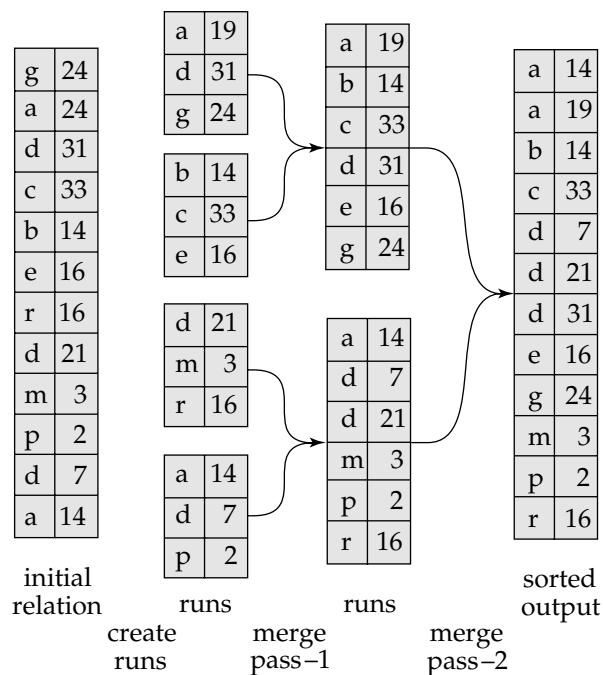 g 24
a 24
d 31
c 33
b 14
e 16
r 16
d 21
m 3
p 2
d 7
a 14
initial
relation
a 19
d 31
g 24
b 14
c 33
e 16
d 21
m 3
r 16
a 14
d 7
p 2
runs
create
runs
a 19
b 14
c 33
d 31
e 16
g 24
a 14
d 7
d 21
m 3
p 2
r 16
runs
merge
pass–1
a 14
a 19
b 14
c 33
d 7
d 21
d 31
e 16
g 24
m 3
p 2
r 16
sorted
output
merge
pass–2